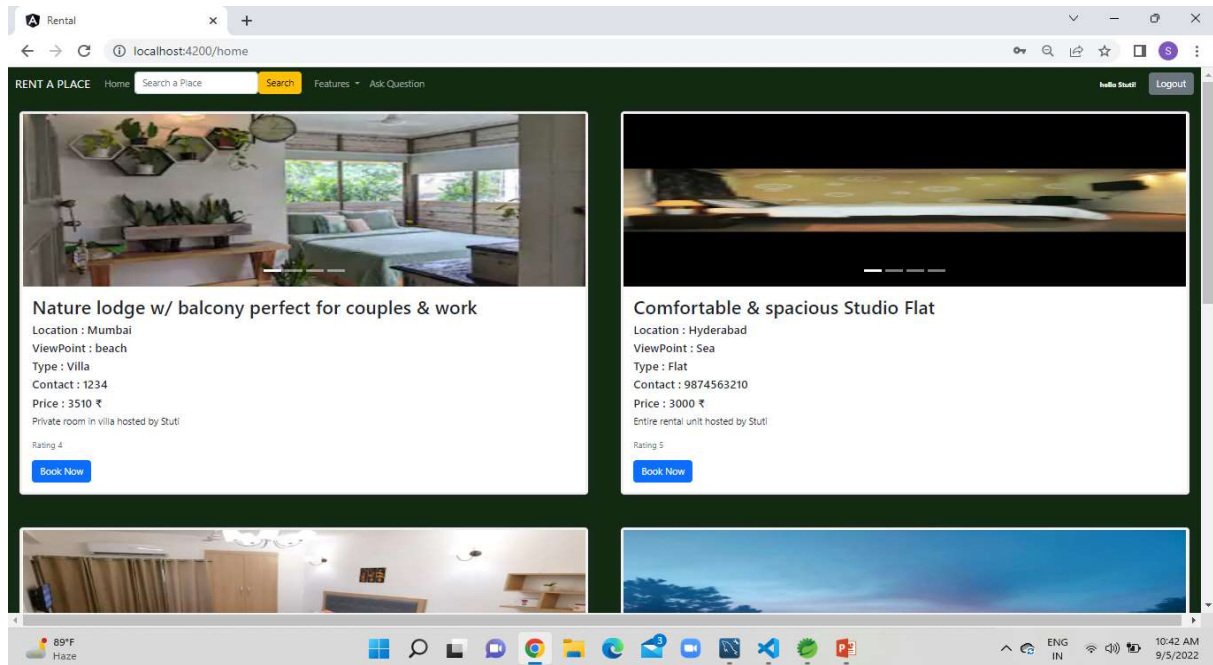 Rental
localhost:4200/home
S
RENT A PLACE Home Search a Place Search Features Ask Question hello Stuti! Logout
Nature lodge w/ balcony perfect for couples & work
Location : Mumbai
ViewPoint : beach
Type : Villa
Contact : 1234
Price : 3510 ₹
Private room in villa hosted by Stuti
Rating 4
Book Now
Comfortable & spacious Studio Flat
Location : Hyderabad
ViewPoint : Sea
Type : Flat
Contact : 9874563210
Price : 3000 ₹
Entire rental unit hosted by Stuti
Rating 5
Book Now
89°F
Haze
3
ENG
IN
10:42 AM
9/5/2022